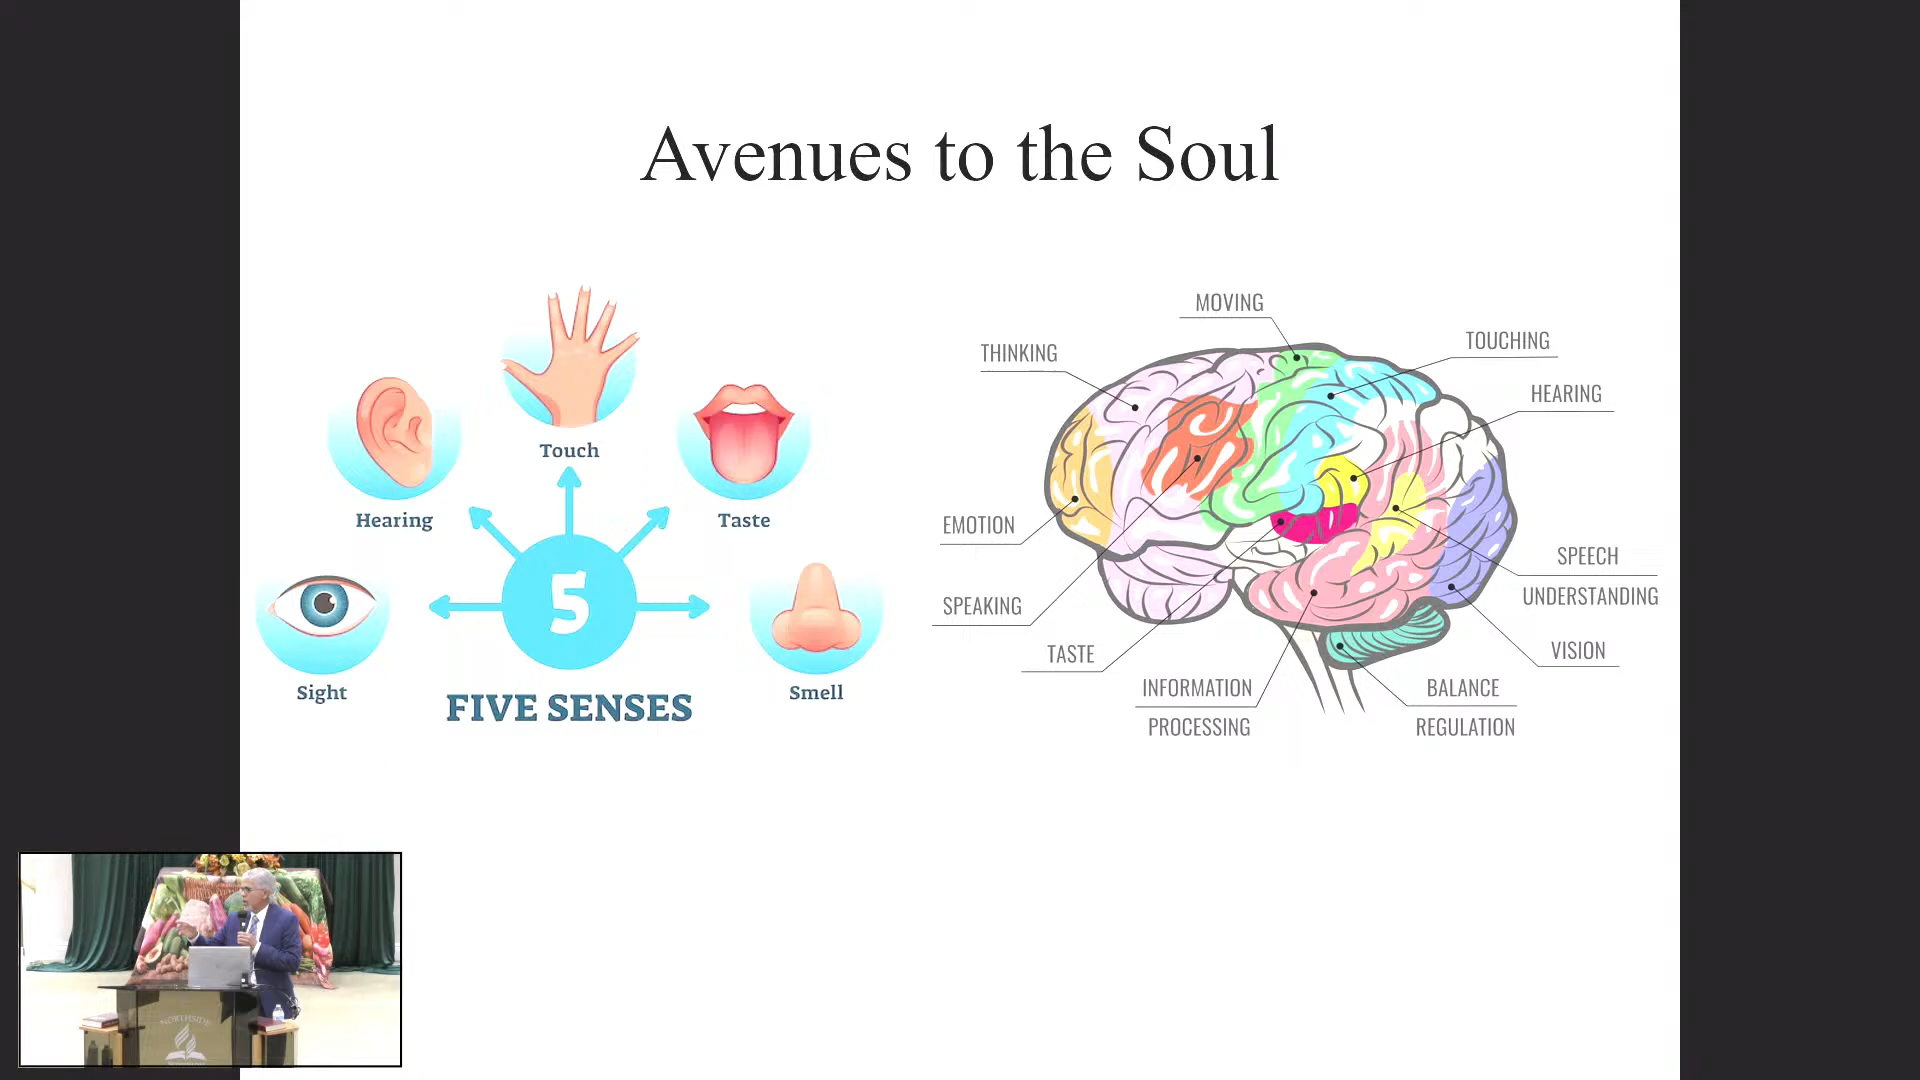 Avenues to the Soul
Touch
Hearing
Taste
5
Sight
Smell
FIVE SENSES
MOVING
THINKING
TOUCHING
HEARING
EMOTION
SPEAKING
TASTE
INFORMATION
PROCESSING
BALANCE
REGULATION
VISION
SPEECH
UNDERSTANDING
NORTHSIDE